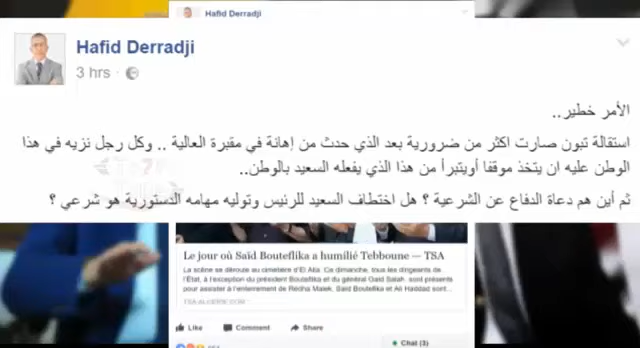 Hafid Derradji
Hafid Derradji
3 hrs ·
الأمر خطير..
استقالة تبون صارت اكثر من ضرورية بعد الذي حدث من إهانة في مقبرة العالية .. وكل رجل نزيه في هذا
الوطن عليه ان يتخذ موقفا أويتبرأ من هذا الذي يفعله السعيد بالوطن..
ثم أين هم دعاة الدفاع عن الشرعية ؟ هل اختطاف السعيد للرئيس وتوليه مهامه الدستورية هو شرعي ؟
Le jour où Saïd Bouteflika a humilié Tebboune — TSA
La scène se déroule au cimetière d'El Alia. Ce dimanche, tous les dirigeants de
l'État, à l'exception du président Bouteflika et du général Gaïd Salah, sont présents
pour assister à l'enterrement de Rédha Malek. Saïd Bouteflika et Ali Haddad sont...
TSA-ALGERIE.COM
Like Comment Share
Chat (3)